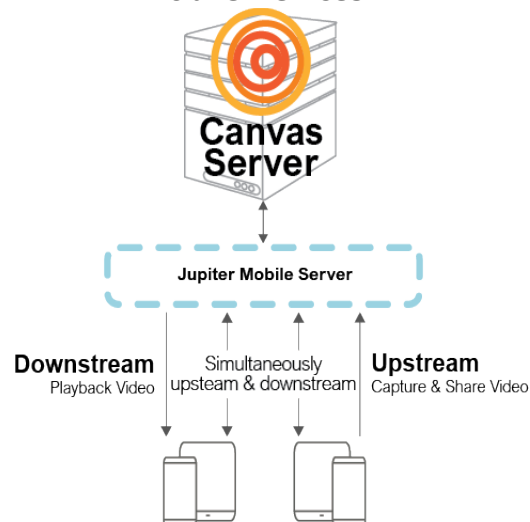 Canvas
Server
Jupiter Mobile Server
Downstream
Playback Video
Simultaneously
upsteam & downstream
Upstream
Capture & Share Video